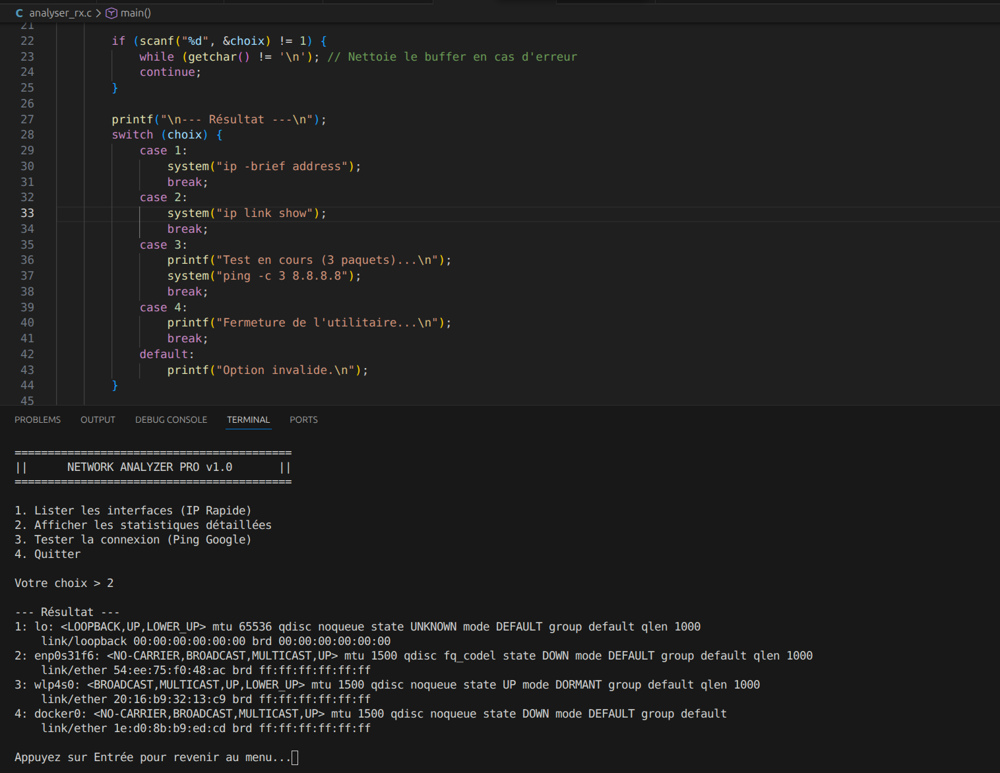 C analyser_rx.c > main()
21
22 if (scanf("%d", &choix) != 1) {
23 while (getchar() != '\n'); // Nettoie le buffer en cas d'erreur
24 continue;
25 }
26
27 printf("\n--- Résultat ---\n");
28 switch (choix) {
29 case 1:
30 system("ip -brief address");
31 break;
32 case 2:
33 system("ip link show");
34 break;
35 case 3:
36 printf("Test en cours (3 paquets)...\n");
37 system("ping -c 3 8.8.8.8");
38 break;
39 case 4:
40 printf("Fermeture de l'utilitaire...\n");
41 break;
42 default:
43 printf("Option invalide.\n");
44 }
45
PROBLEMS OUTPUT DEBUG CONSOLE TERMINAL PORTS
==========================================
|| NETWORK ANALYZER PRO v1.0 ||
==========================================
1. Lister les interfaces (IP Rapide)
2. Afficher les statistiques détaillées
3. Tester la connexion (Ping Google)
4. Quitter
Votre choix > 2
--- Résultat ---
1: lo: <LOOPBACK,UP,LOWER_UP> mtu 65536 qdisc noqueue state UNKNOWN mode DEFAULT group default qlen 1000
link/loopback 00:00:00:00:00:00 brd 00:00:00:00:00:00
2: enp0s31f6: <NO-CARRIER,BROADCAST,MULTICAST,UP> mtu 1500 qdisc fq_codel state DOWN mode DEFAULT group default qlen 1000
link/ether 54:ee:75:f0:48:ac brd ff:ff:ff:ff:ff:ff
3: wlp4s0: <BROADCAST,MULTICAST,UP,LOWER_UP> mtu 1500 qdisc noqueue state UP mode DORMANT group default qlen 1000
link/ether 20:16:b9:32:13:c9 brd ff:ff:ff:ff:ff:ff
4: docker0: <NO-CARRIER,BROADCAST,MULTICAST,UP> mtu 1500 qdisc noqueue state DOWN mode DEFAULT group default
link/ether 1e:d0:8b:b9:ed:cd brd ff:ff:ff:ff:ff:ff
Appuyez sur Entrée pour revenir au menu...